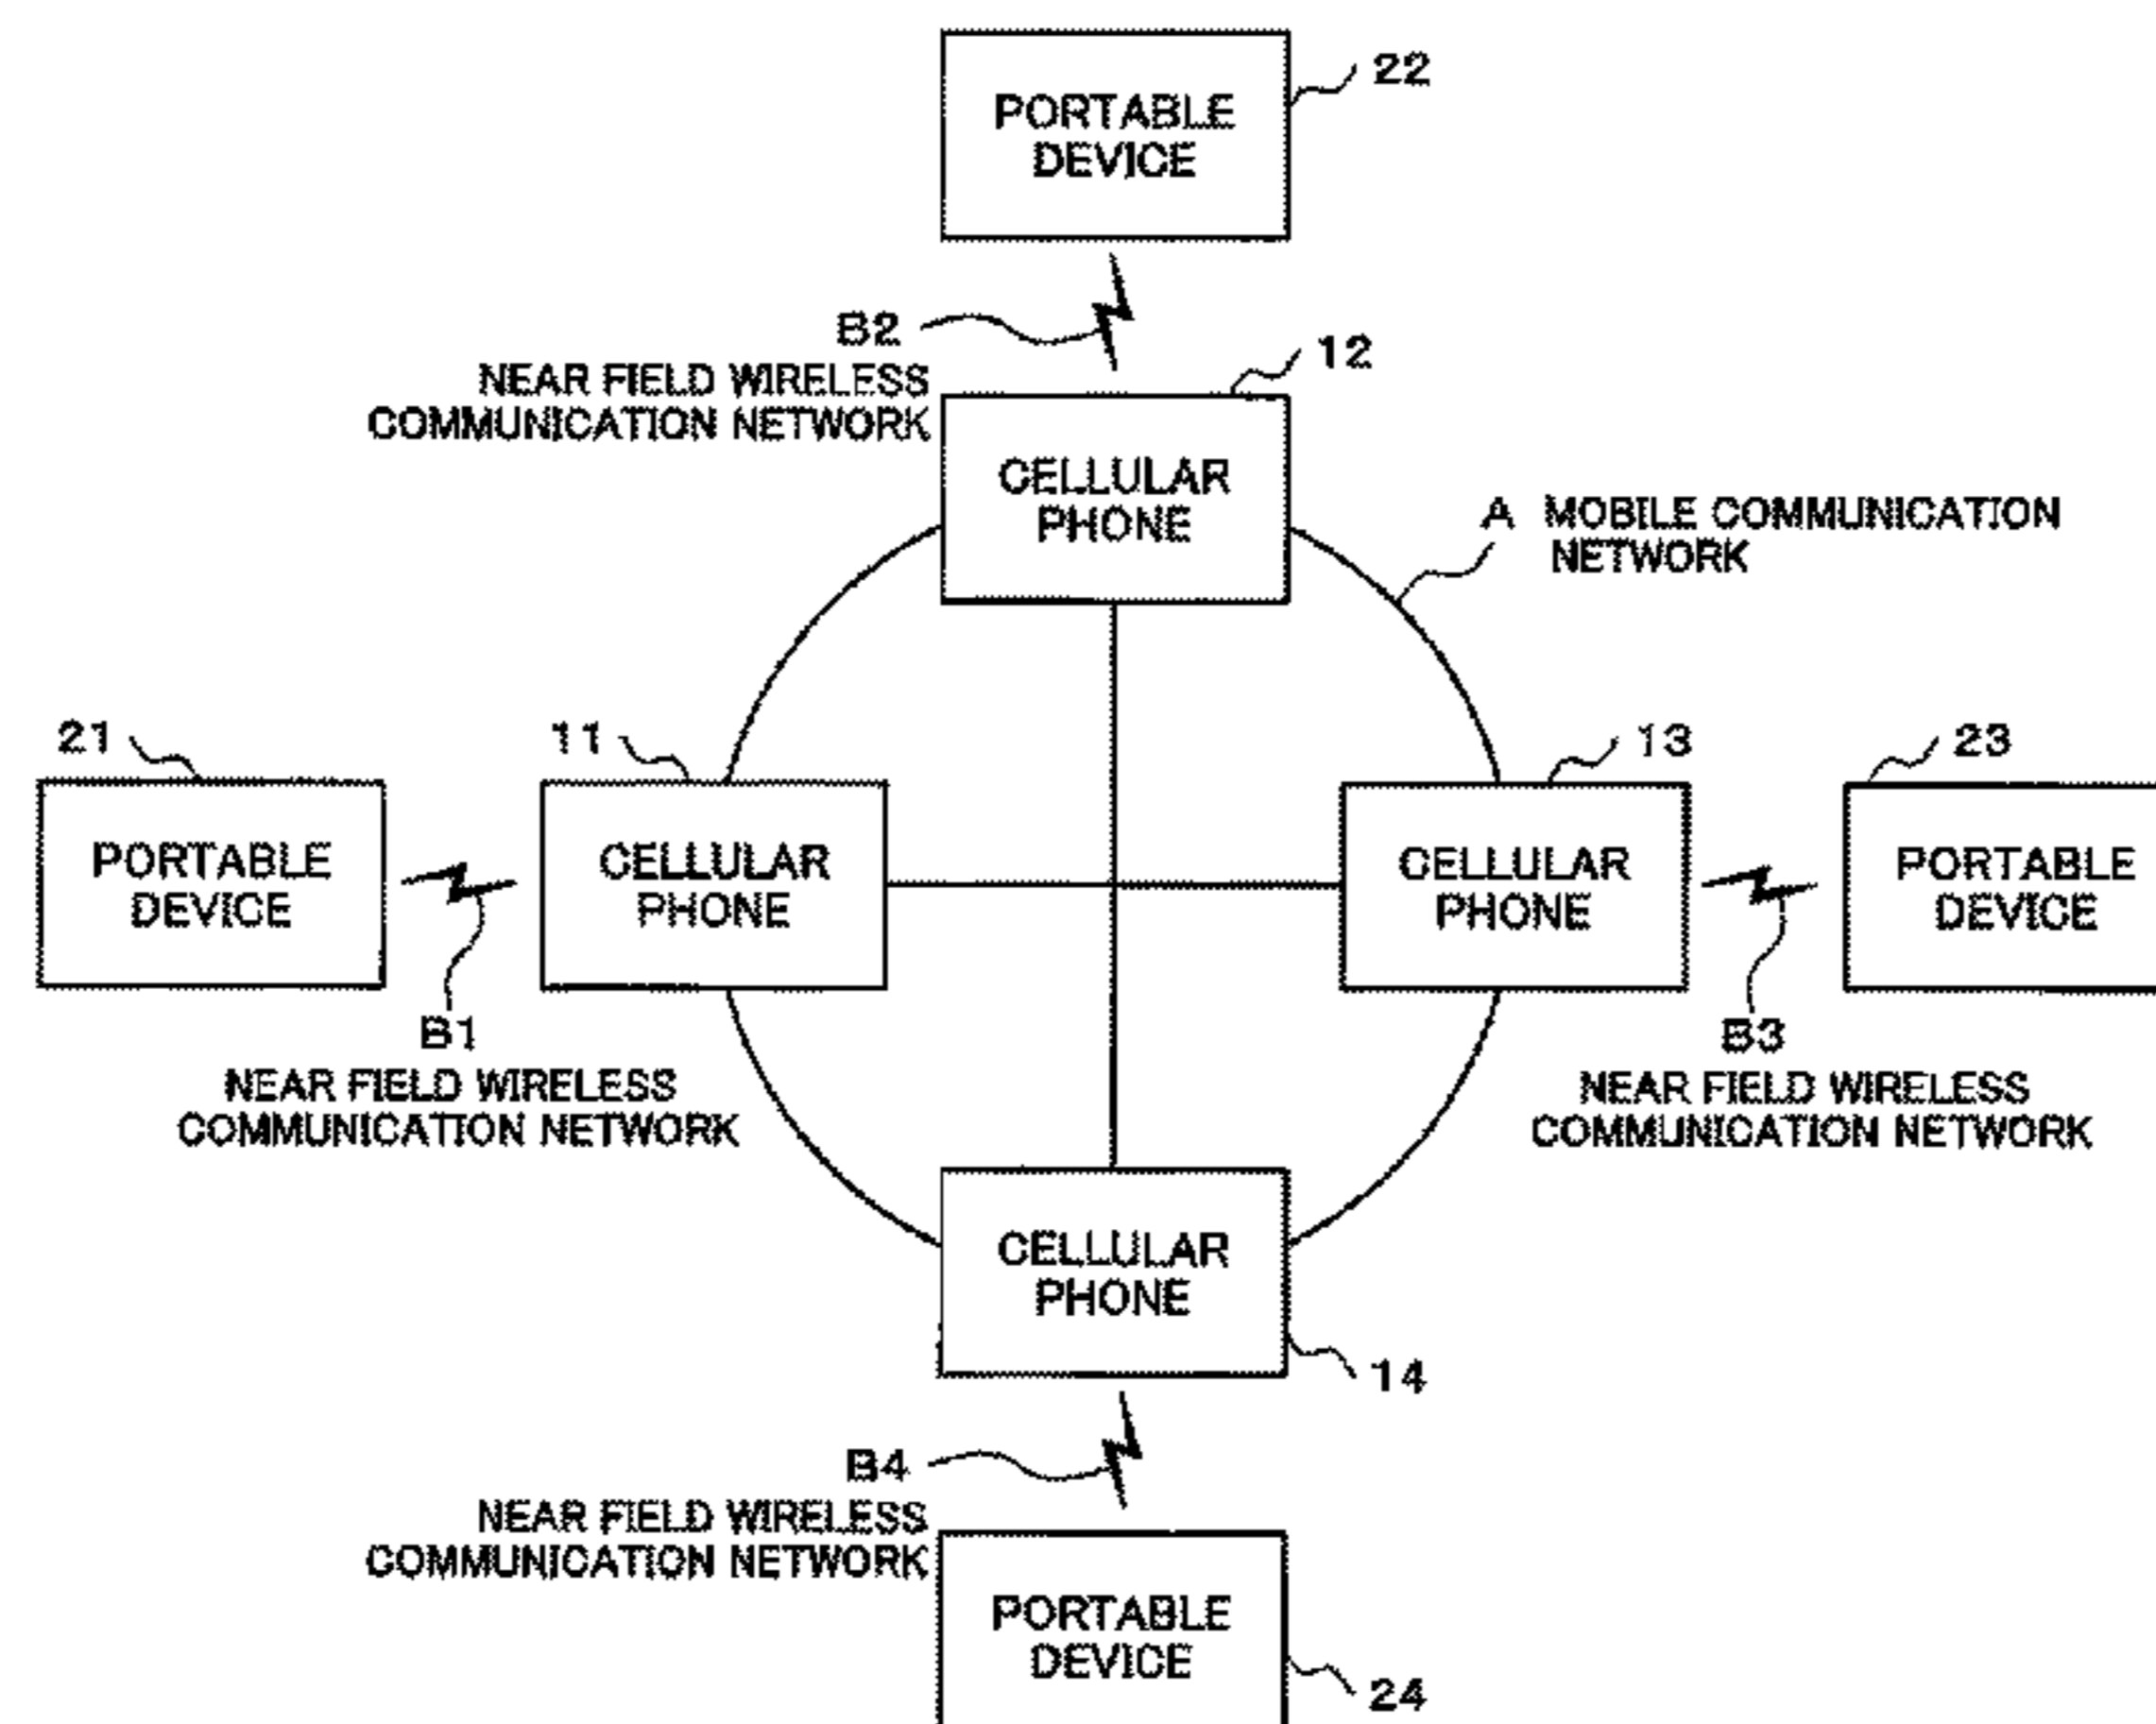 22
PORTABLE
DEVICE
B2
NEAR FIELD WIRELESS
COMMUNICATION NETWORK
12
CELLULAR
PHONE
A MOBILE COMMUNICATION
NETWORK
21
PORTABLE
DEVICE
11
CELLULAR
PHONE
13
CELLULAR
PHONE
23
PORTABLE
DEVICE
B1
NEAR FIELD WIRELESS
COMMUNICATION NETWORK
B3
NEAR FIELD WIRELESS
COMMUNICATION NETWORK
CELLULAR
PHONE
14
B4
NEAR FIELD WIRELESS
COMMUNICATION NETWORK
PORTABLE
DEVICE
24